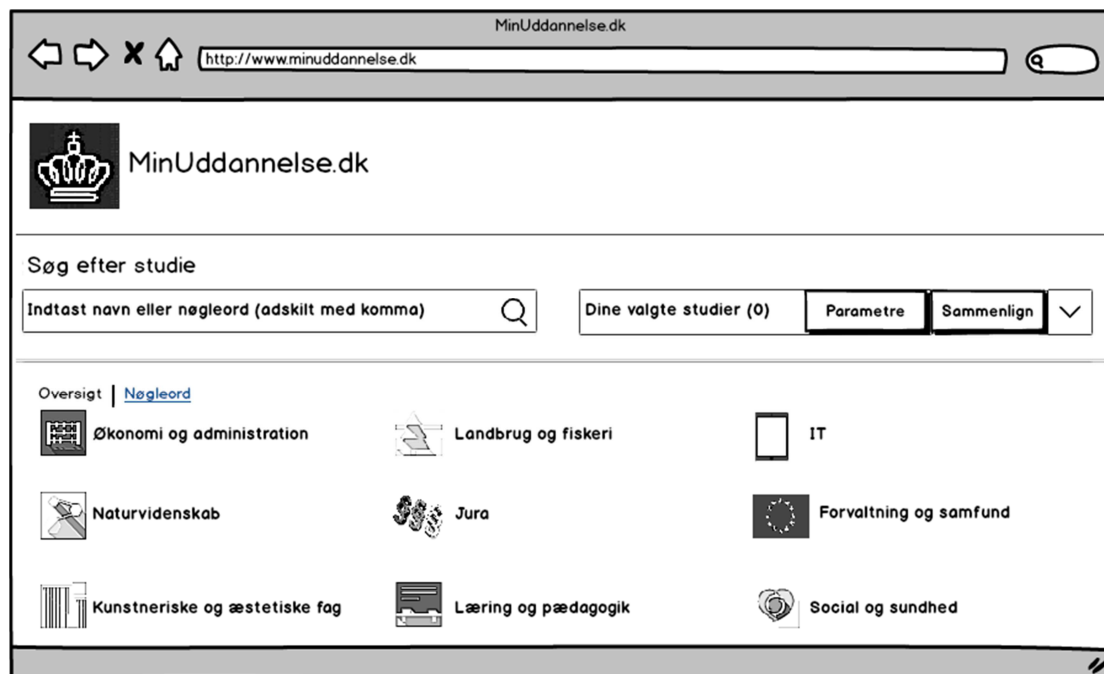 MinUddannelse.dk
http://www.minuddannelse.dk
MinUddannelse.dk
Søg efter studie
Indtast navn eller nøgleord (adskilt med komma)
Dine valgte studier (0) Parametre Sammenlign
Oversigt | Nøgleord
Økonomi og administration Landbrug og fiskeri IT
Naturvidenskab Jura Forvaltning og samfund
Kunstneriske og æstetiske fag Læring og pædagogik Social og sundhed